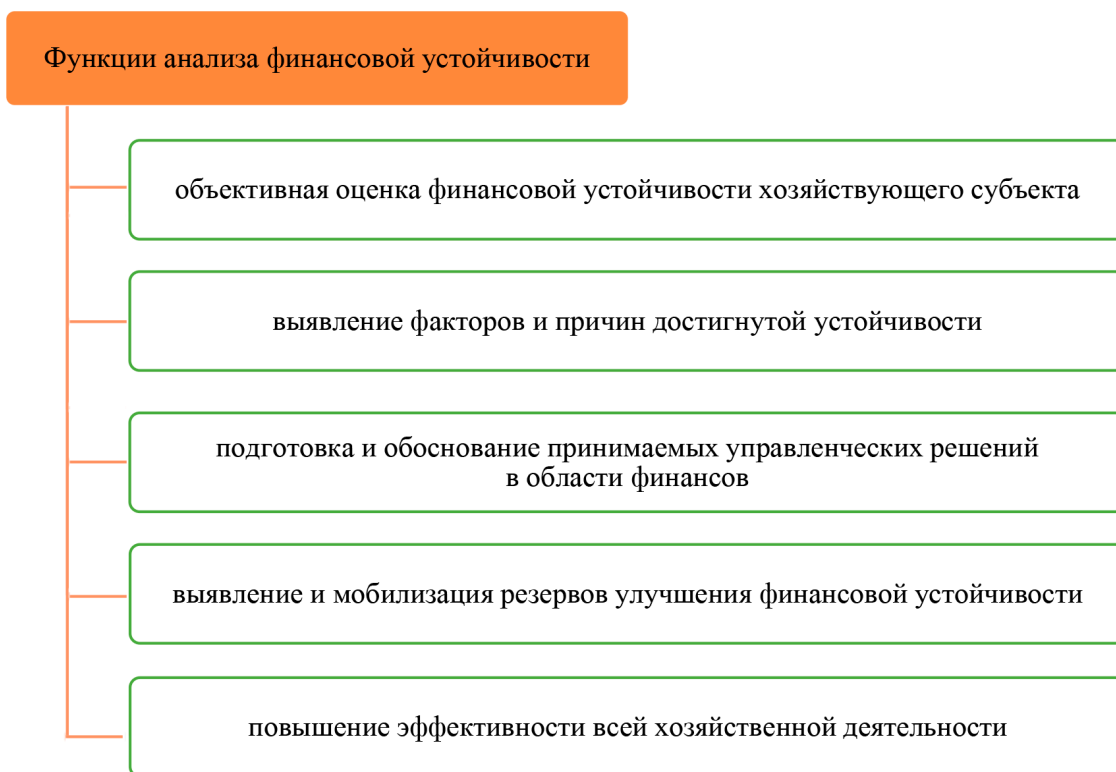 Функции анализа финансовой устойчивости
объективная оценка финансовой устойчивости хозяйствующего субъекта
выявление факторов и причин достигнутой устойчивости
подготовка и обоснование принимаемых управленческих решений
в области финансов
выявление и мобилизация резервов улучшения финансовой устойчивости
повышение эффективности всей хозяйственной деятельности